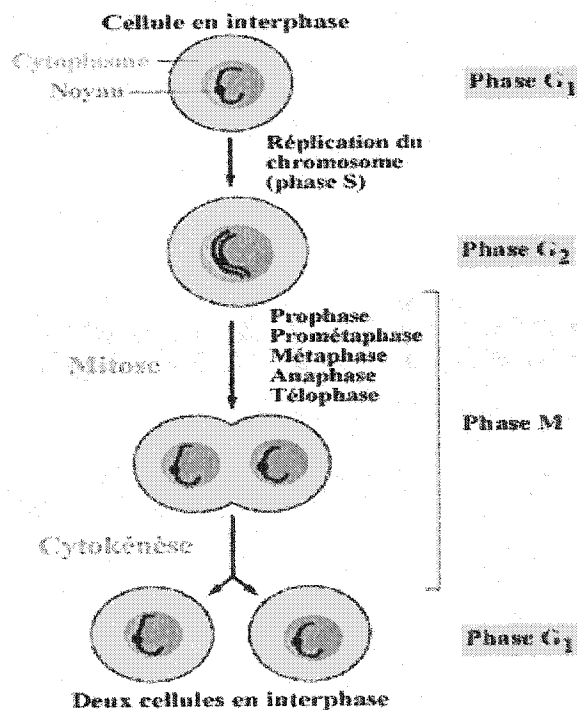 Cellule en interphase
Cytoplasme
Noyau
Phase G₁
Réplication du
chromosome
(phase S)
Phase G₂
Prophase
Prométaphase
Métaphase
Anaphase
Télophase
Mitose
Phase M
Cytokénèse
Phase G₁
Deux cellules en interphase